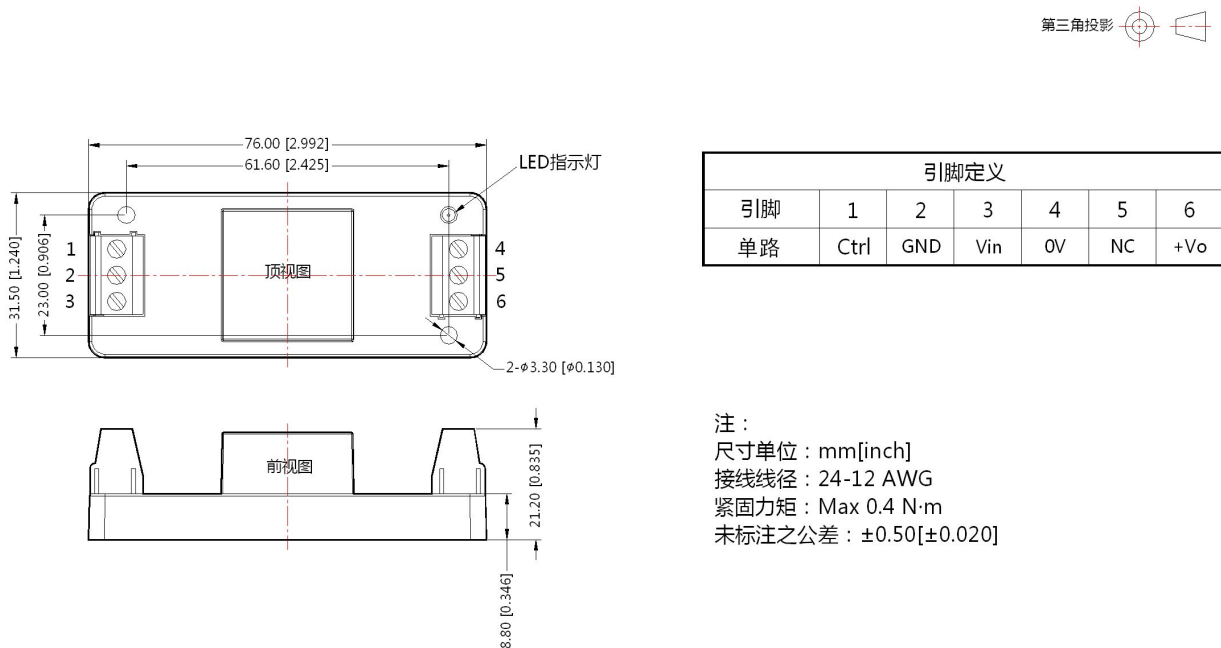 第三角投影
76.00 [2.992]
61.60 [2.425]
LED指示灯
31.50 [1.240]
23.00 [0.906]
1
2
3
4
5
6
顶视图
2-φ3.30 [φ0.130]
前视图
21.20 [0.835]
8.80 [0.346]
引脚定义
引脚 1 2 3 4 5 6
单路 Ctrl GND Vin 0V NC +Vo
注：
尺寸单位：mm[inch]
接线线径：24-12 AWG
紧固力矩：Max 0.4 N·m
未标注之公差：±0.50[±0.020]